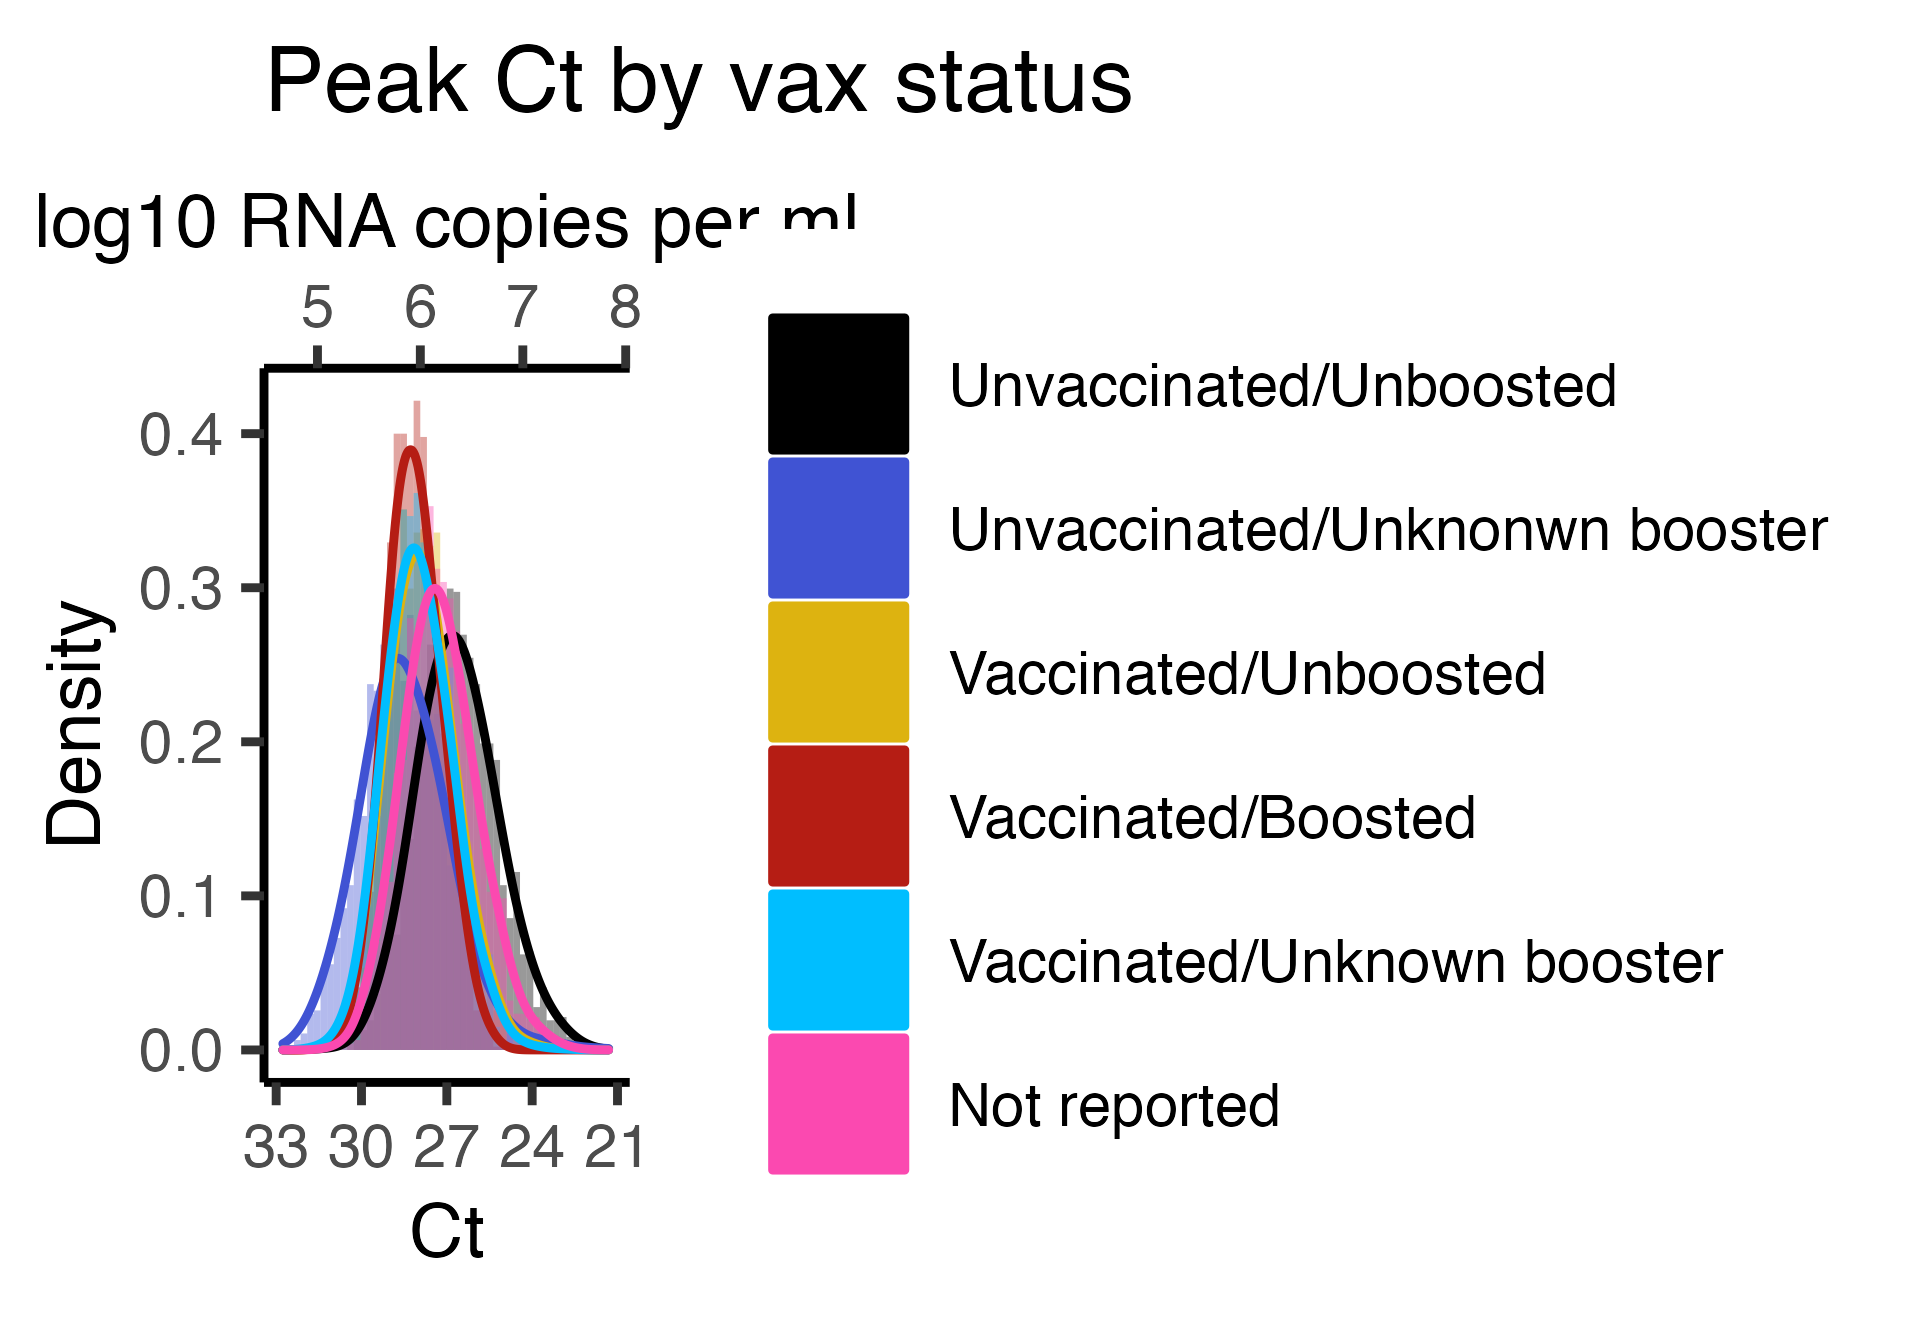 Peak Ct by vax status
log10 RNA copies per ml
5 6 7 8
0.4
0.3
0.2
0.1
0.0
Density
33 30 27 24 21
Ct
Unvaccinated/Unboosted
Unvaccinated/Unknonwn booster
Vaccinated/Unboosted
Vaccinated/Boosted
Vaccinated/Unknown booster
Not reported